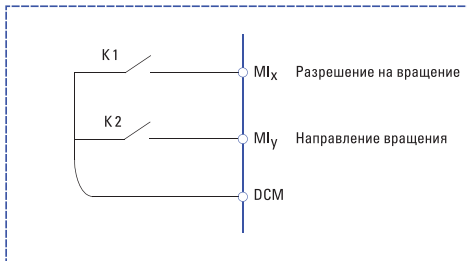 K1
MIx Разрешение на вращение
K2
MIy Направление вращения
DCM